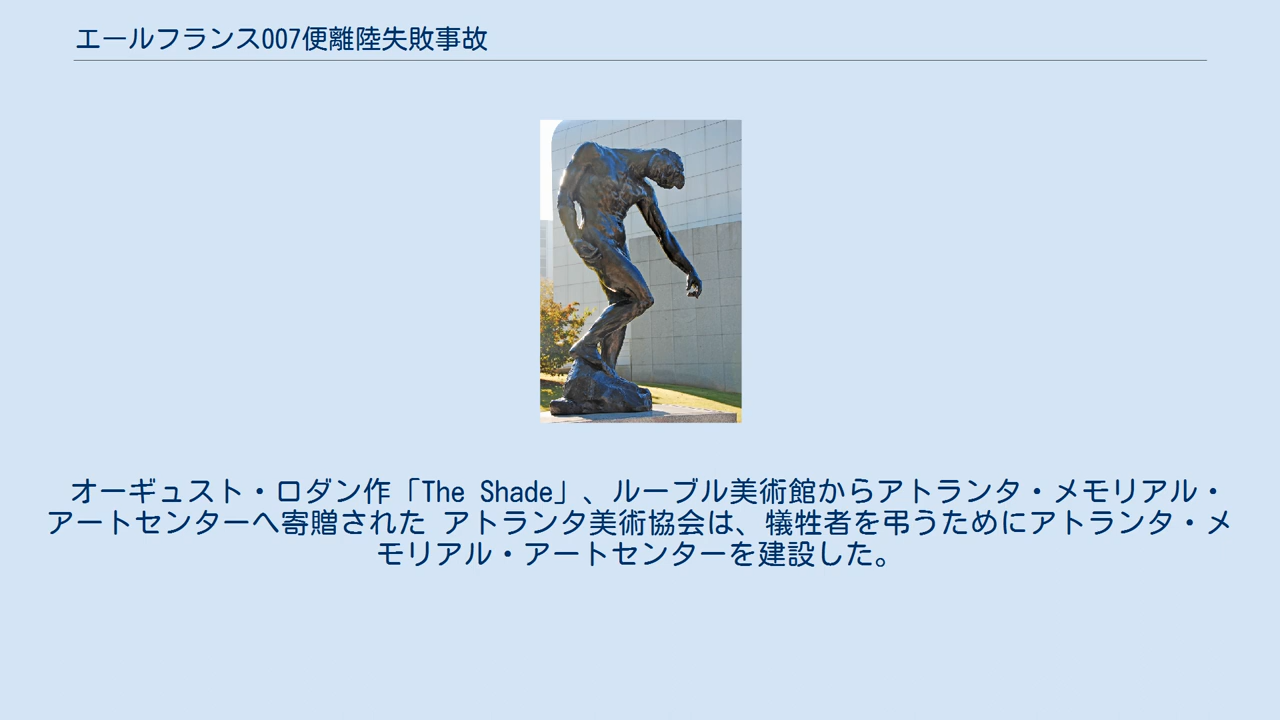 エールフランス007便離陸失敗事故
オーギュスト・ロダン作「The Shade」、ルーブル美術館からアトランタ・メモリアル・
アートセンターへ寄贈された アトランタ美術協会は、犠牲者を弔うためにアトランタ・メ
モリアル・アートセンターを建設した。